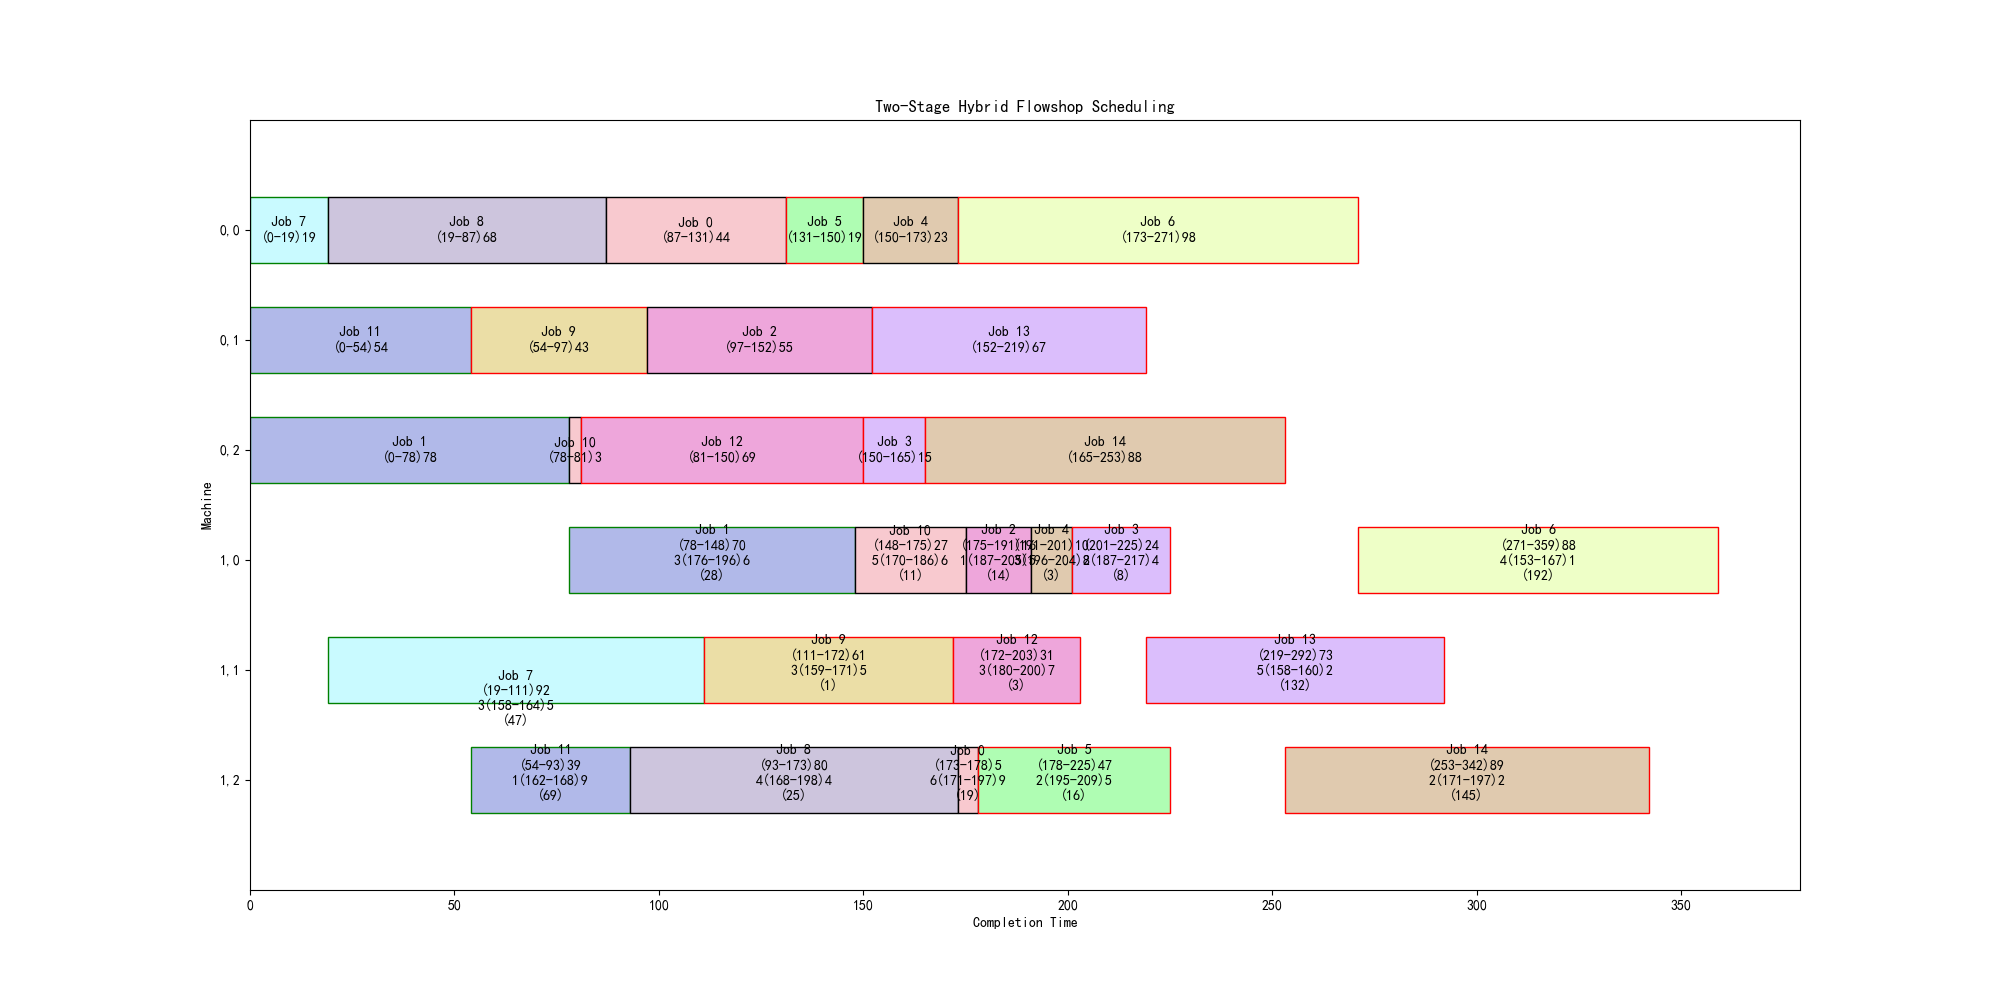 Two-Stage Hybrid Flowshop Scheduling
0,0
Job 7
(0-19)19
Job 8
(19-87)68
Job 0
(87-131)44
Job 5
(131-150)19
Job 4
(150-173)23
Job 6
(173-271)98
0,1
Job 11
(0-54)54
Job 9
(54-97)43
Job 2
(97-152)55
Job 13
(152-219)67
0,2
Job 1
(0-78)78
Job 10
(78-81)3
Job 12
(81-150)69
Job 3
(150-165)15
Job 14
(165-253)88
Machine
1,0
Job 1
(78-148)70
3(176-196)6
(28)
Job 10
(148-175)27
5(170-186)6
(11)
Job 2
(175-191)16
1(187-205)
(14)
Job 4
(191-201)10
(196-204)
(3)
Job 3
(201-225)24
(187-217)4
(8)
Job 6
(271-359)88
4(153-167)1
(192)
1,1
Job 7
(19-111)92
3(158-164)5
(47)
Job 9
(111-172)61
3(159-171)5
(1)
Job 12
(172-203)31
3(180-200)7
(3)
Job 13
(219-292)73
5(158-160)2
(132)
1,2
Job 11
(54-93)39
1(162-168)9
(69)
Job 8
(93-173)80
4(168-198)4
(25)
Job 0
(173-178)5
6(171-197)9
(19)
Job 5
(178-225)47
2(195-209)5
(16)
Job 14
(253-342)89
2(171-197)2
(145)
0 50 100 150 200 250 300 350
Completion Time